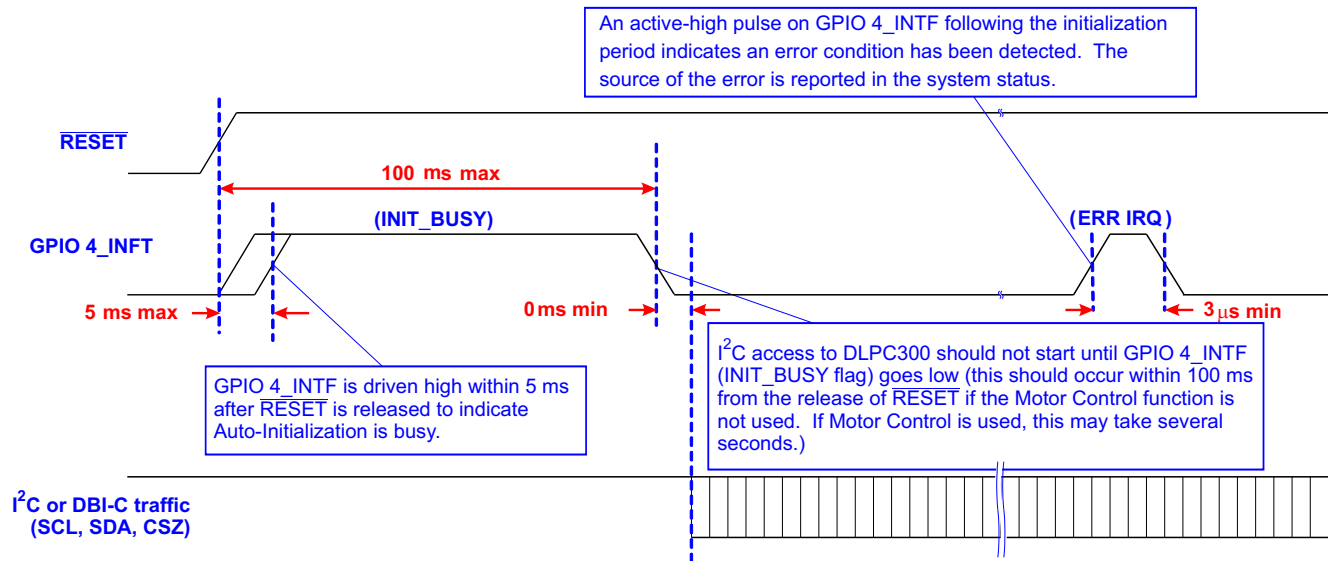 An active-high pulse on GPIO 4_INTF following the initialization
period indicates an error condition has been detected. The
source of the error is reported in the system status.
RESET
100 ms max
(INIT_BUSY)
(ERR IRQ)
GPIO 4_INFT
5 ms max
0 ms min
3 μs min
GPIO 4_INTF is driven high within 5 ms
after RESET is released to indicate
Auto-Initialization is busy.
I²C access to DLPC300 should not start until GPIO 4_INTF
(INIT_BUSY flag) goes low (this should occur within 100 ms
from the release of RESET if the Motor Control function is
not used. If Motor Control is used, this may take several
seconds.)
I²C or DBI-C traffic
(SCL, SDA, CSZ)